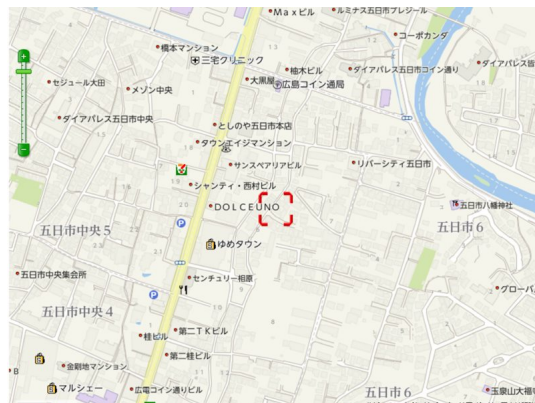 Maxビル
ルミナス五日市プレジール
コーポカンダ
橋本マンション
三宅クリニック
柚木ビル
ダイアパレス五日市コイン通り
ダイアパレス皆
セジュール大田
メゾン中央
大黒屋
広島コイン通局
ダイアパレス五日市中央
としのや五日市本店
タウンエイジマンション
サンスペアリアビル
リバーシティ五日市
シャンティ・西村ビル
DOLCEUNO
五日市八幡神社
五日市中央5
ゆめタウン
五日市6
五日市中央集会所
センチュリー相原
グローバ
五日市中央4
第二TKビル
桂ビル
第二桂ビル
金剛地マンション
B
マルシェー
広電コイン通りビル
五日市6
玉泉山大福